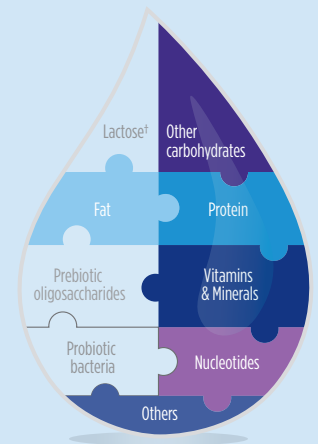 Lactose†
Other
carbohydrates
Fat
Protein
Prebiotic
oligosaccharides
Vitamins
& Minerals
Probiotic
bacteria
Nucleotides
Others